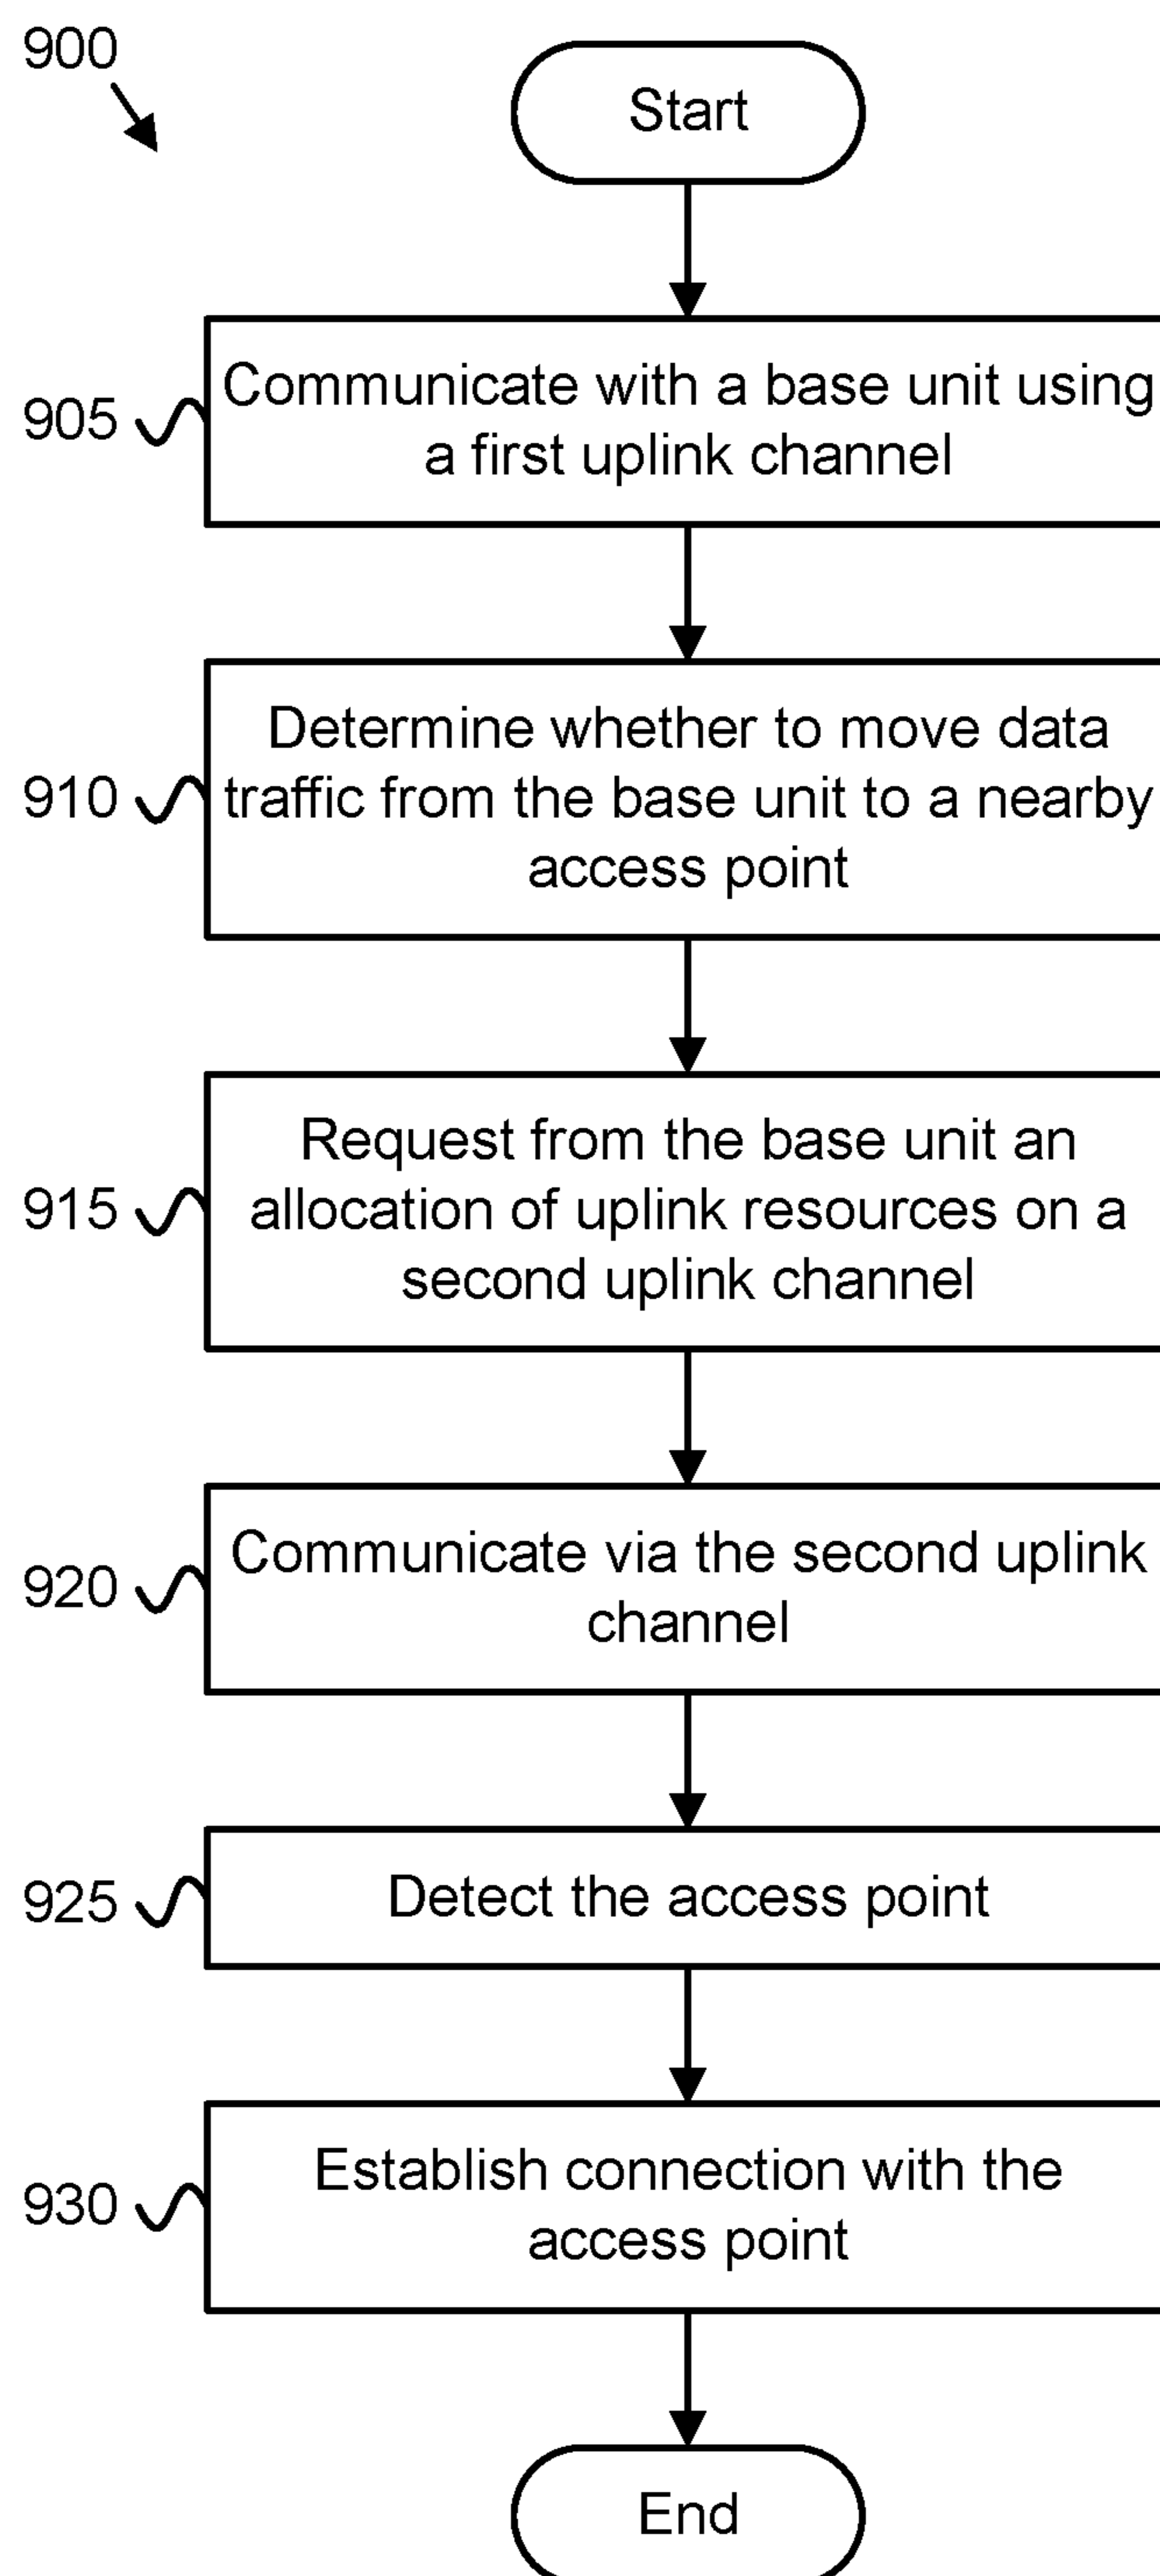 900
Start
905
Communicate with a base unit using
a first uplink channel
910
Determine whether to move data
traffic from the base unit to a nearby
access point
915
Request from the base unit an
allocation of uplink resources on a
second uplink channel
920
Communicate via the second uplink
channel
925
Detect the access point
930
Establish connection with the
access point
End